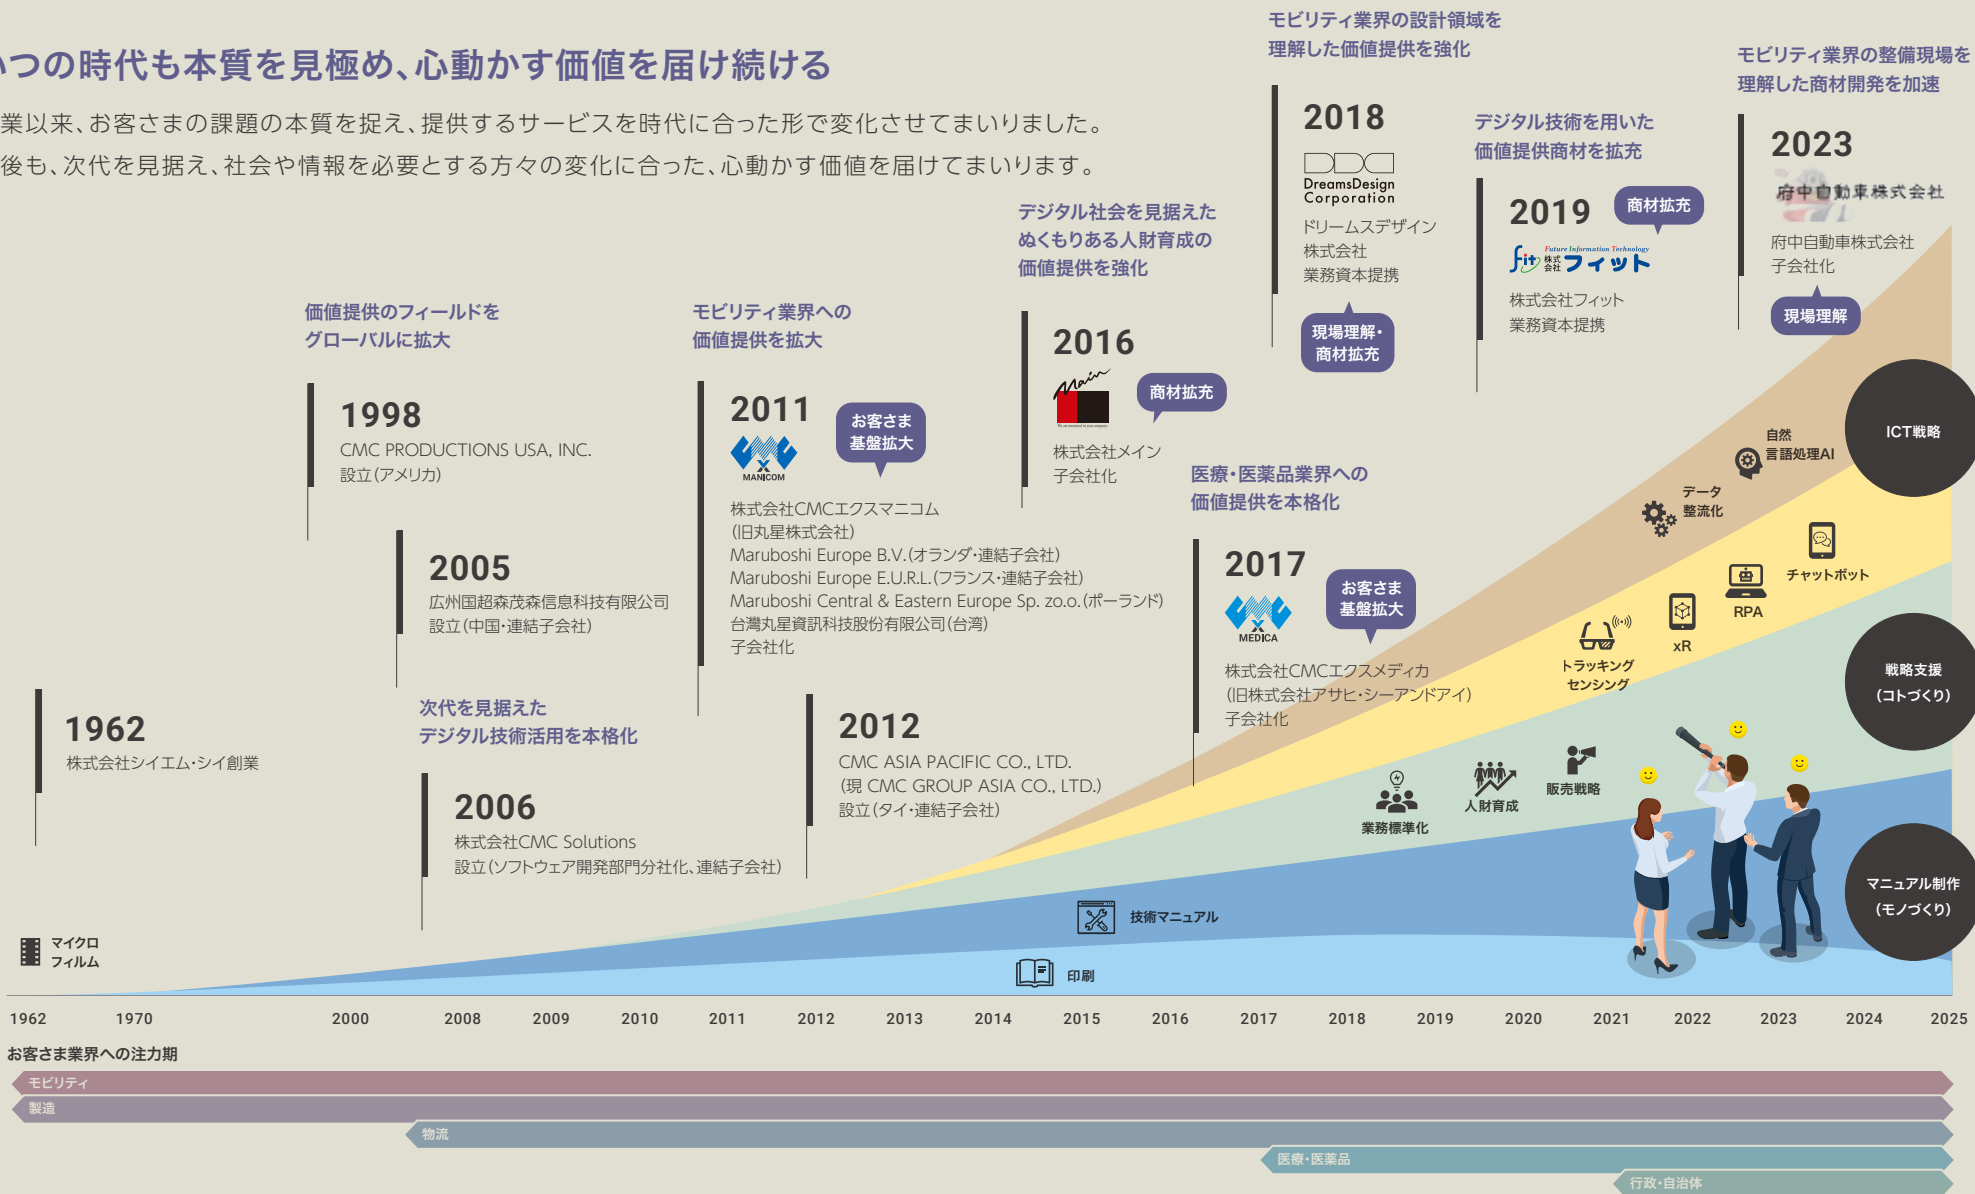 いつの時代も本質を見極め、心動かす価値を届け続ける
業以来、お客さまの課題の本質を捉え、提供するサービスを時代に合った形で変化させてまいりました。
後も、次代を見据え、社会や情報を必要とする方々の変化に合った、心動かす価値を届けてまいります。
1962
株式会社シイエム・シイ創業
価値提供のフィールドを
グローバルに拡大
1998
CMC PRODUCTIONS USA, INC.
設立(アメリカ)
2005
広州国超森茂森信息科技有限公司
設立(中国・連結子会社)
次代を見据えた
デジタル技術活用を本格化
2006
株式会社CMC Solutions
設立(ソフトウェア開発部門分社化、連結子会社)
モビリティ業界への
価値提供を拡大
2011
お客さま
基盤拡大
X
MANICOM
株式会社CMCエクスマニコム
(旧丸星株式会社)
Maruboshi Europe B.V.(オランダ・連結子会社)
Maruboshi Europe E.U.R.L.(フランス・連結子会社)
Maruboshi Central & Eastern Europe Sp. zo.o.(ポーランド)
台灣丸星資訊科技股份有限公司(台湾)
子会社化
2012
CMC ASIA PACIFIC CO., LTD.
(現 CMC GROUP ASIA CO., LTD.)
設立(タイ・連結子会社)
デジタル社会を見据えた
ぬくもりある人財育成の
価値提供を強化
2016
Main
商材拡充
株式会社メイン
子会社化
医療・医薬品業界への
価値提供を本格化
2017
お客さま
基盤拡大
X
MEDICA
株式会社CMCエクスメディカ
(旧株式会社アサヒ・シーアンドアイ)
子会社化
モビリティ業界の設計領域を
理解した価値提供を強化
2018
DDC
DreamsDesign
Corporation
ドリームスデザイン
株式会社
業務資本提携
現場理解・
商材拡充
デジタル技術を用いた
価値提供商材を拡充
2019
商材拡充
Future Information Technology
fit 株式会社 フィット
株式会社フィット
業務資本提携
モビリティ業界の整備現場を
理解した商材開発を加速
2023
府中自動車株式会社
府中自動車株式会社
子会社化
現場理解
自然
言語処理AI
データ
整流化
ICT戦略
チャットボット
RPA
xR
トラッキング
センシング
戦略支援
(コトづくり)
販売戦略
人財育成
業務標準化
マニュアル制作
(モノづくり)
技術マニュアル
印刷
マイクロ
フィルム
1962 1970 2000 2008 2009 2010 2011 2012 2013 2014 2015 2016 2017 2018 2019 2020 2021 2022 2023 2024 2025
お客さま業界への注力期
モビリティ
製造
物流
医療・医薬品
行政・自治体